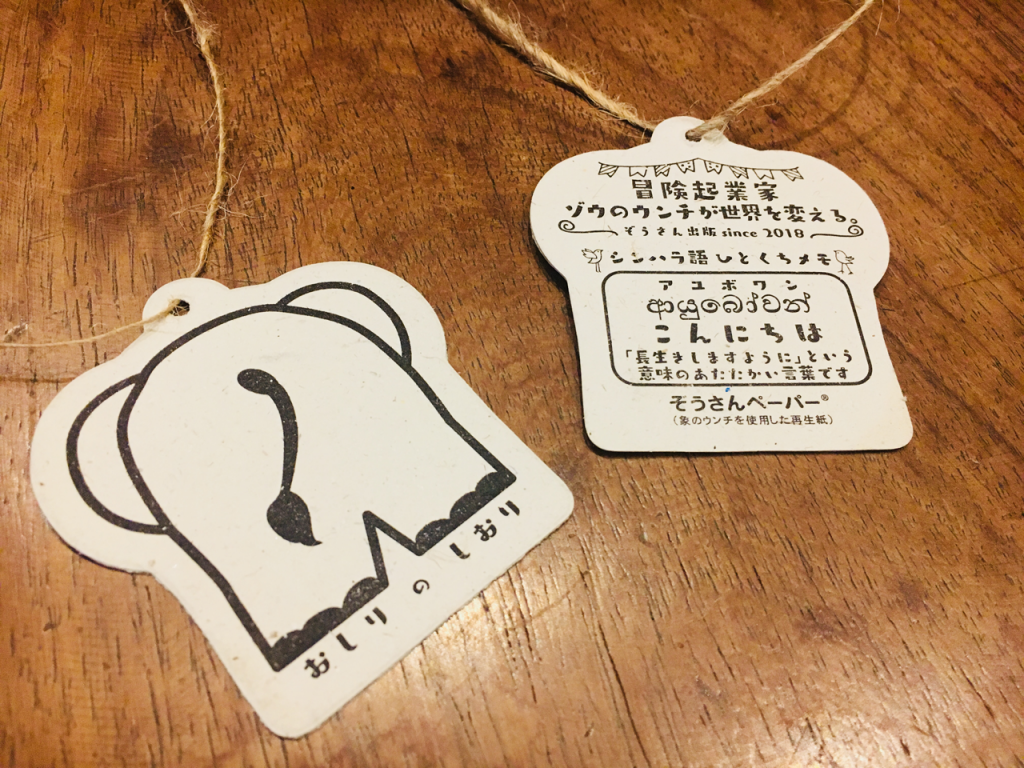 おしりのしおり
冒険起業家
ゾウのウンチが世界を変える。
ぞうさん出版 since 2018
シンハラ語ひとくちメモ
アユボワン
ආයුබෝවන්
こんにちは
「長生きしますように」という
意味のあたたかい言葉です
ぞうさんペーパー®
(象のウンチを使用した再生紙)